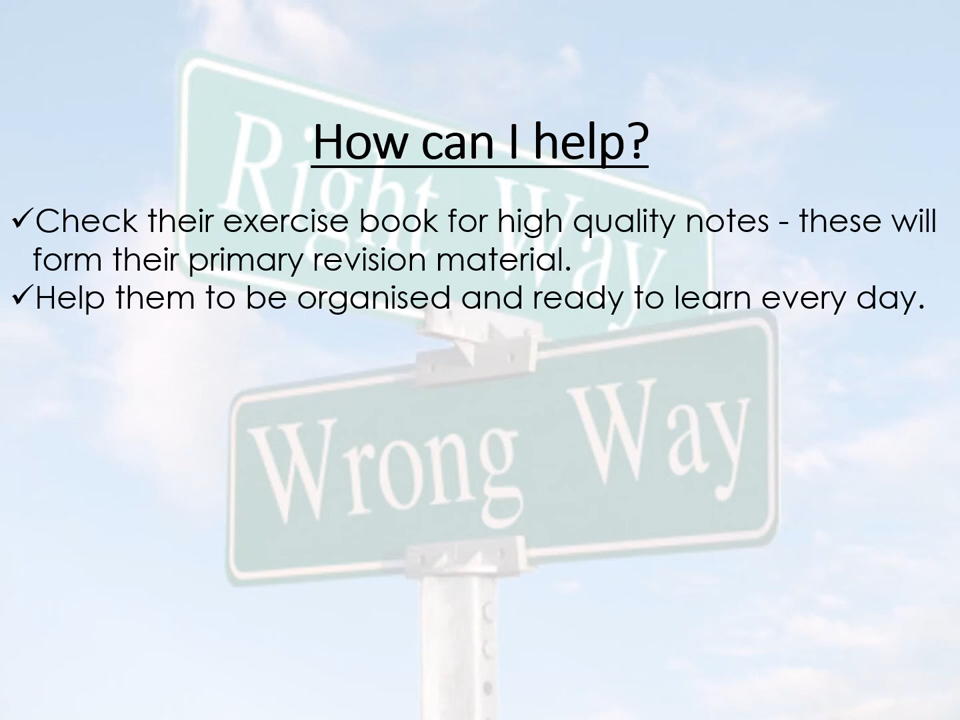 How can I help?
✓Check their exercise book for high quality notes - these will
form their primary revision material.
✓Help them to be organised and ready to learn every day.
Right Way
Wrong Way